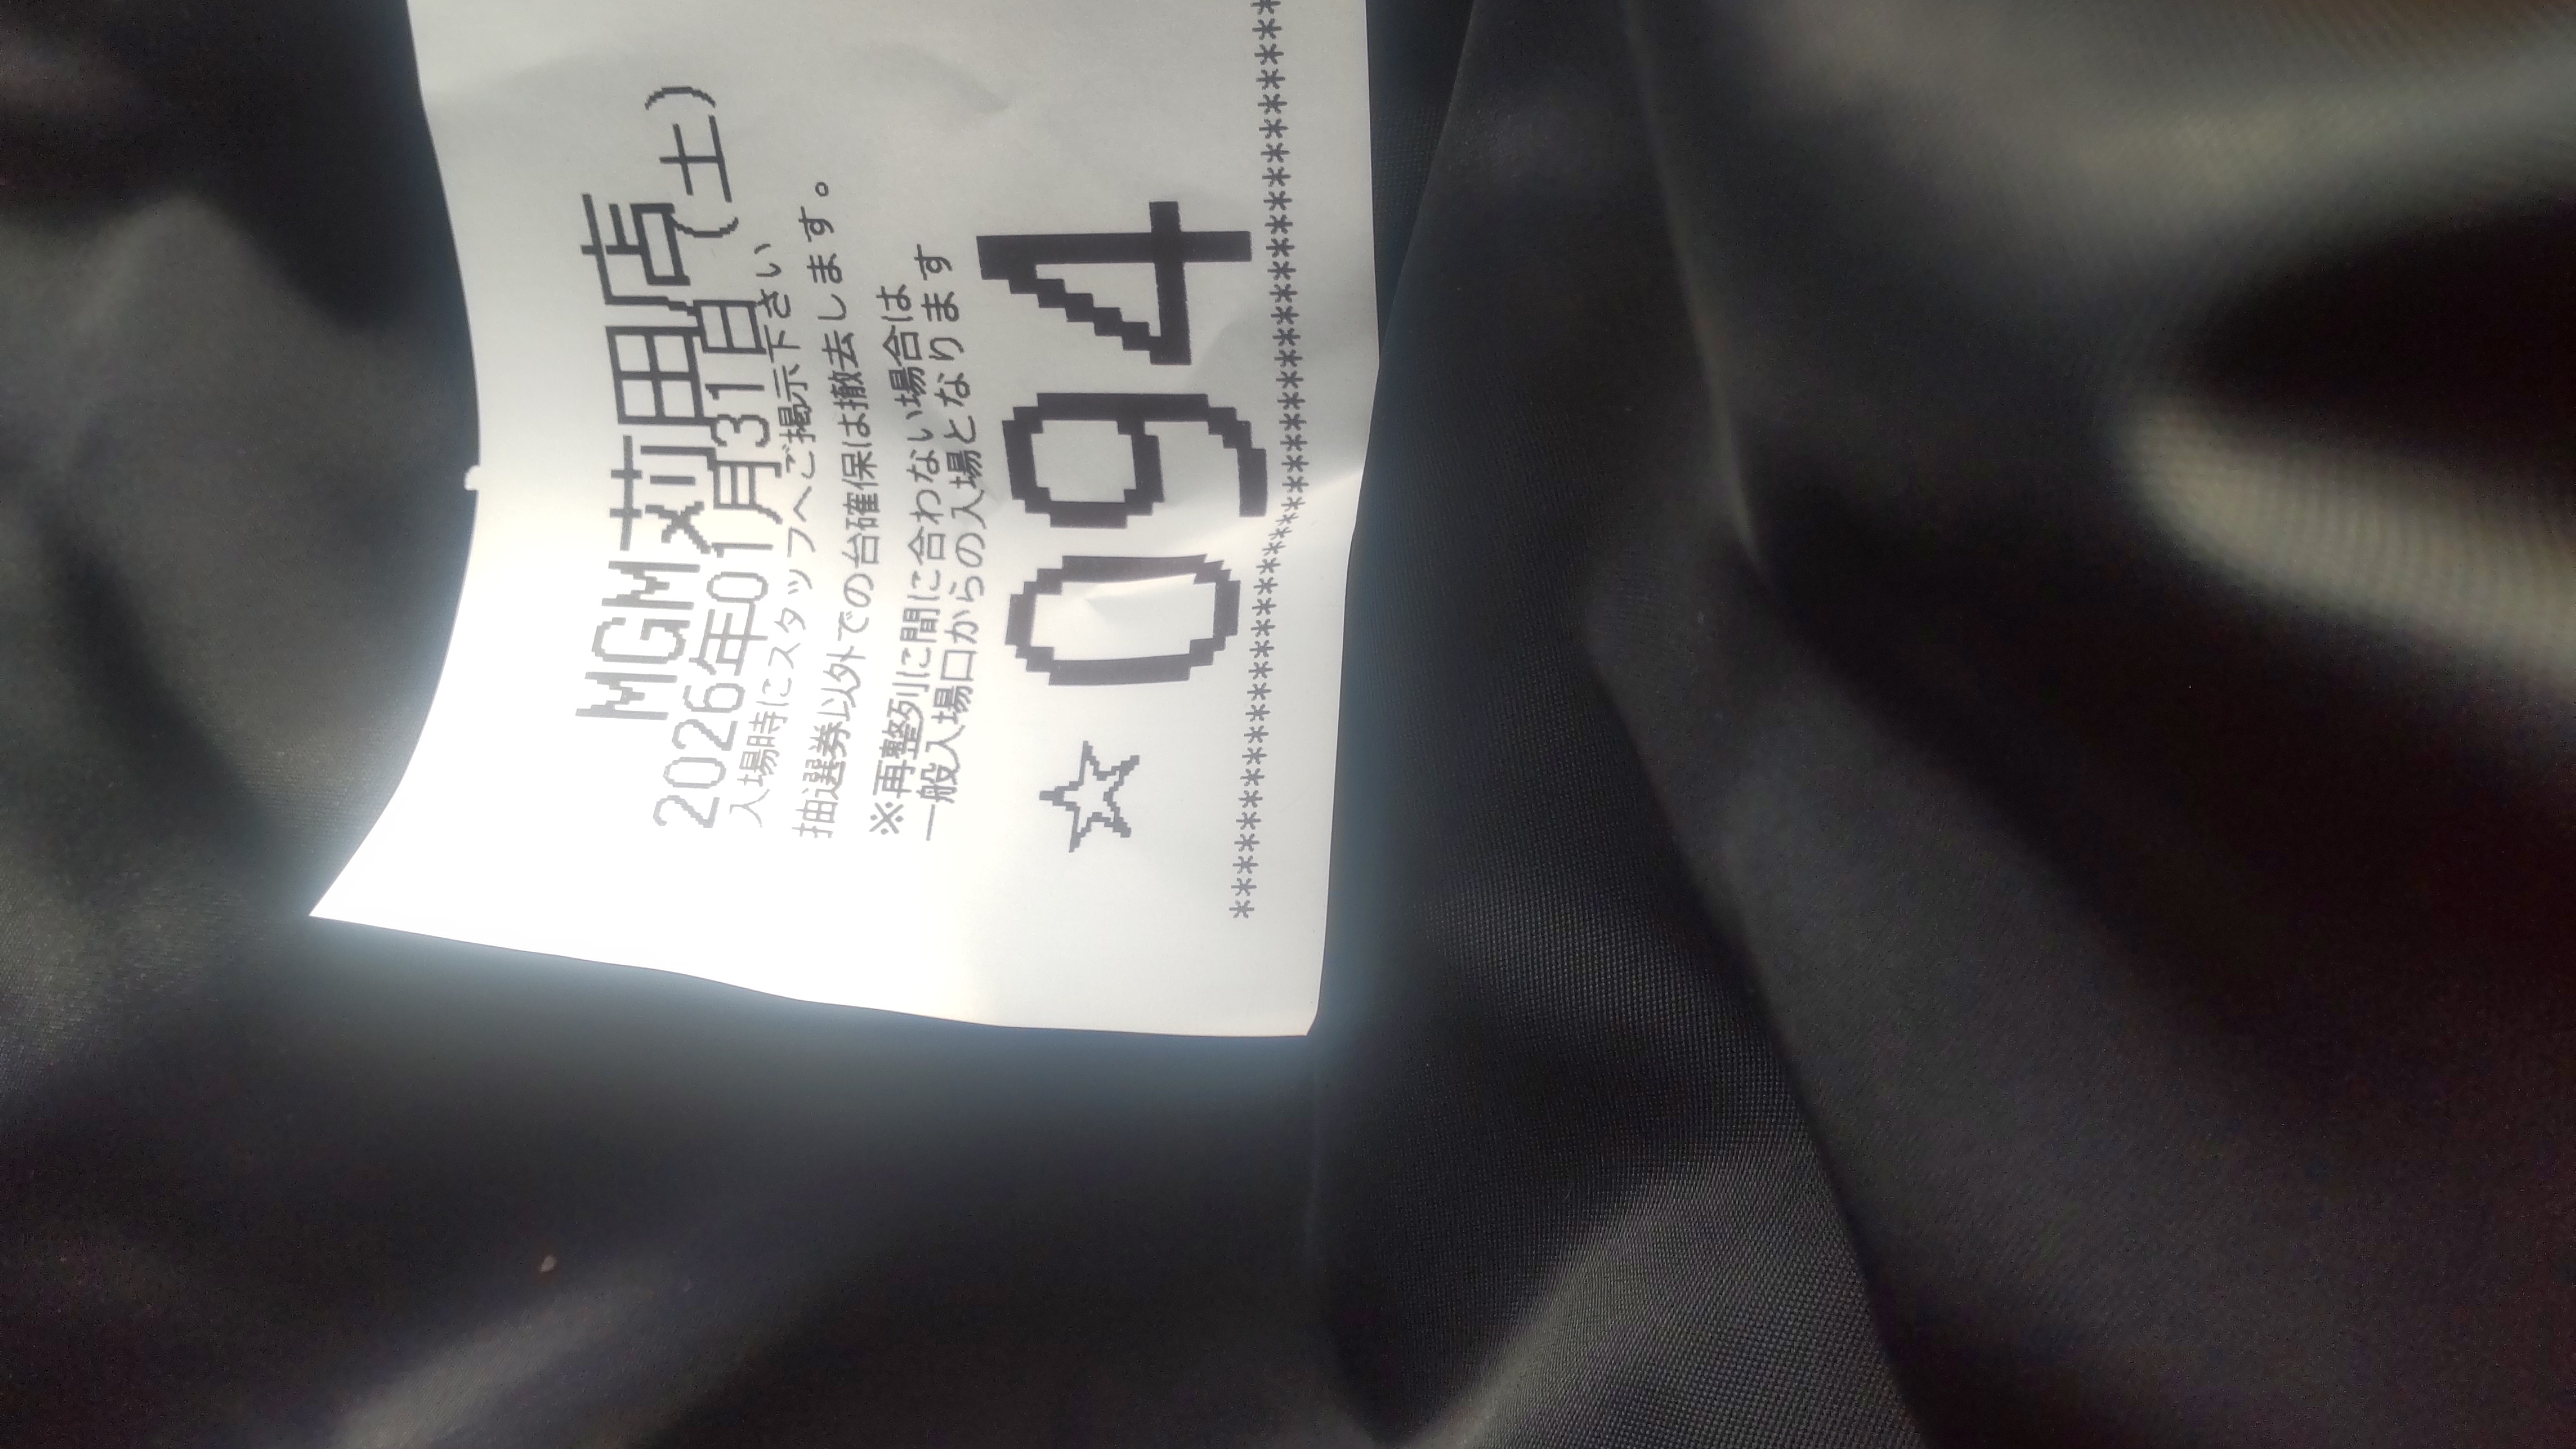 MGM苅田店
2026年01月31日(土)
入場時にスタッフへご掲示下さい
抽選券以外での台確保は撤去します。
※再整列に間に合わない場合は
一般入場口からの入場となります
☆ 094
****************************************